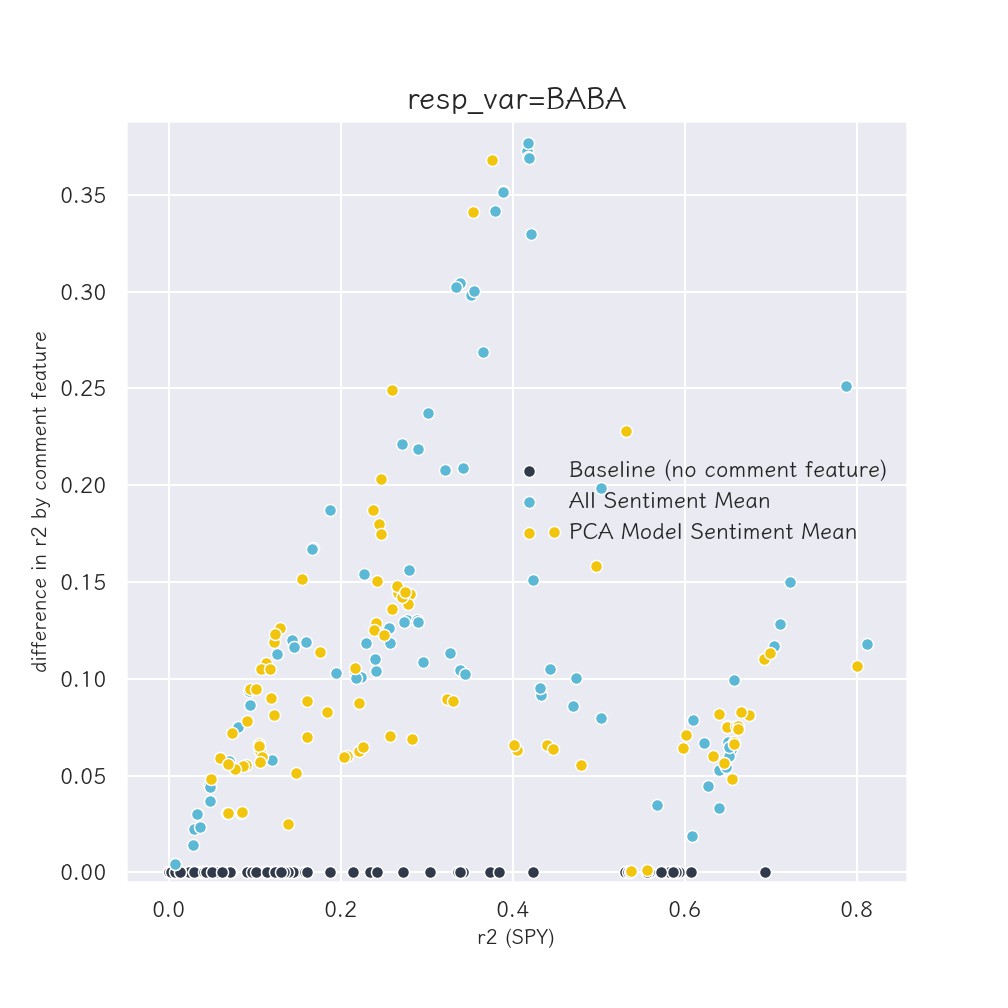 resp_var=BABA
difference in r2 by comment feature
0.35
0.30
0.25
0.20
0.15
0.10
0.05
0.00
Baseline (no comment feature)
All Sentiment Mean
PCA Model Sentiment Mean
0.0 0.2 0.4 0.6 0.8
r2 (SPY)